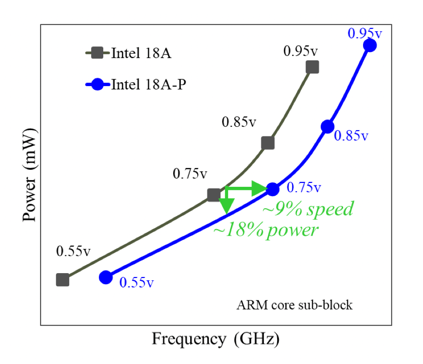 Intel 18A
Intel 18A-P
0.95v
0.95v
0.85v
0.85v
0.75v
0.75v
~9% speed
~18% power
0.55v
0.55v
ARM core sub-block
Power (mW)
Frequency (GHz)